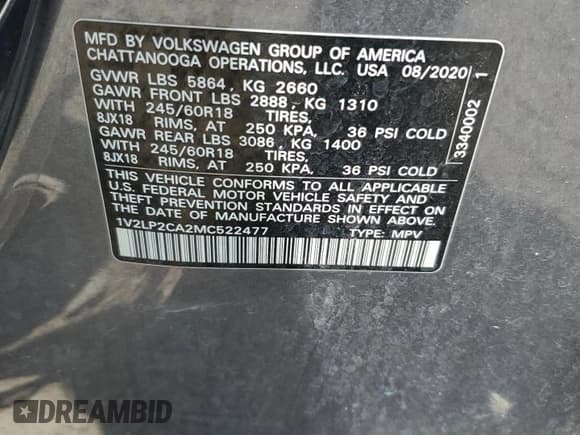 MFD BY VOLKSWAGEN GROUP OF AMERICA
CHATTANOOGA OPERATIONS, LLC. USA 08/2020
GVWR LBS 5864, KG 2660
GAWR FRONT LBS 2888, KG 1310
WITH 245/60R18 TIRES,
8JX18 RIMS, AT 250 KPA, 36 PSI COLD
GAWR REAR LBS 3086, KG 1400
WITH 245/60R18 TIRES,
8JX18 RIMS, AT 250 KPA, 36 PSI COLD
THIS VEHICLE CONFORMS TO ALL APPLICABLE
U.S. FEDERAL MOTOR VEHICLE SAFETY AND
THEFT PREVENTION STANDARDS IN EFFECT ON
THE DATE OF MANUFACTURE SHOWN ABOVE.
1V2LP2CA2MC522477 TYPE: MPV
3340002 1
DREAMBID